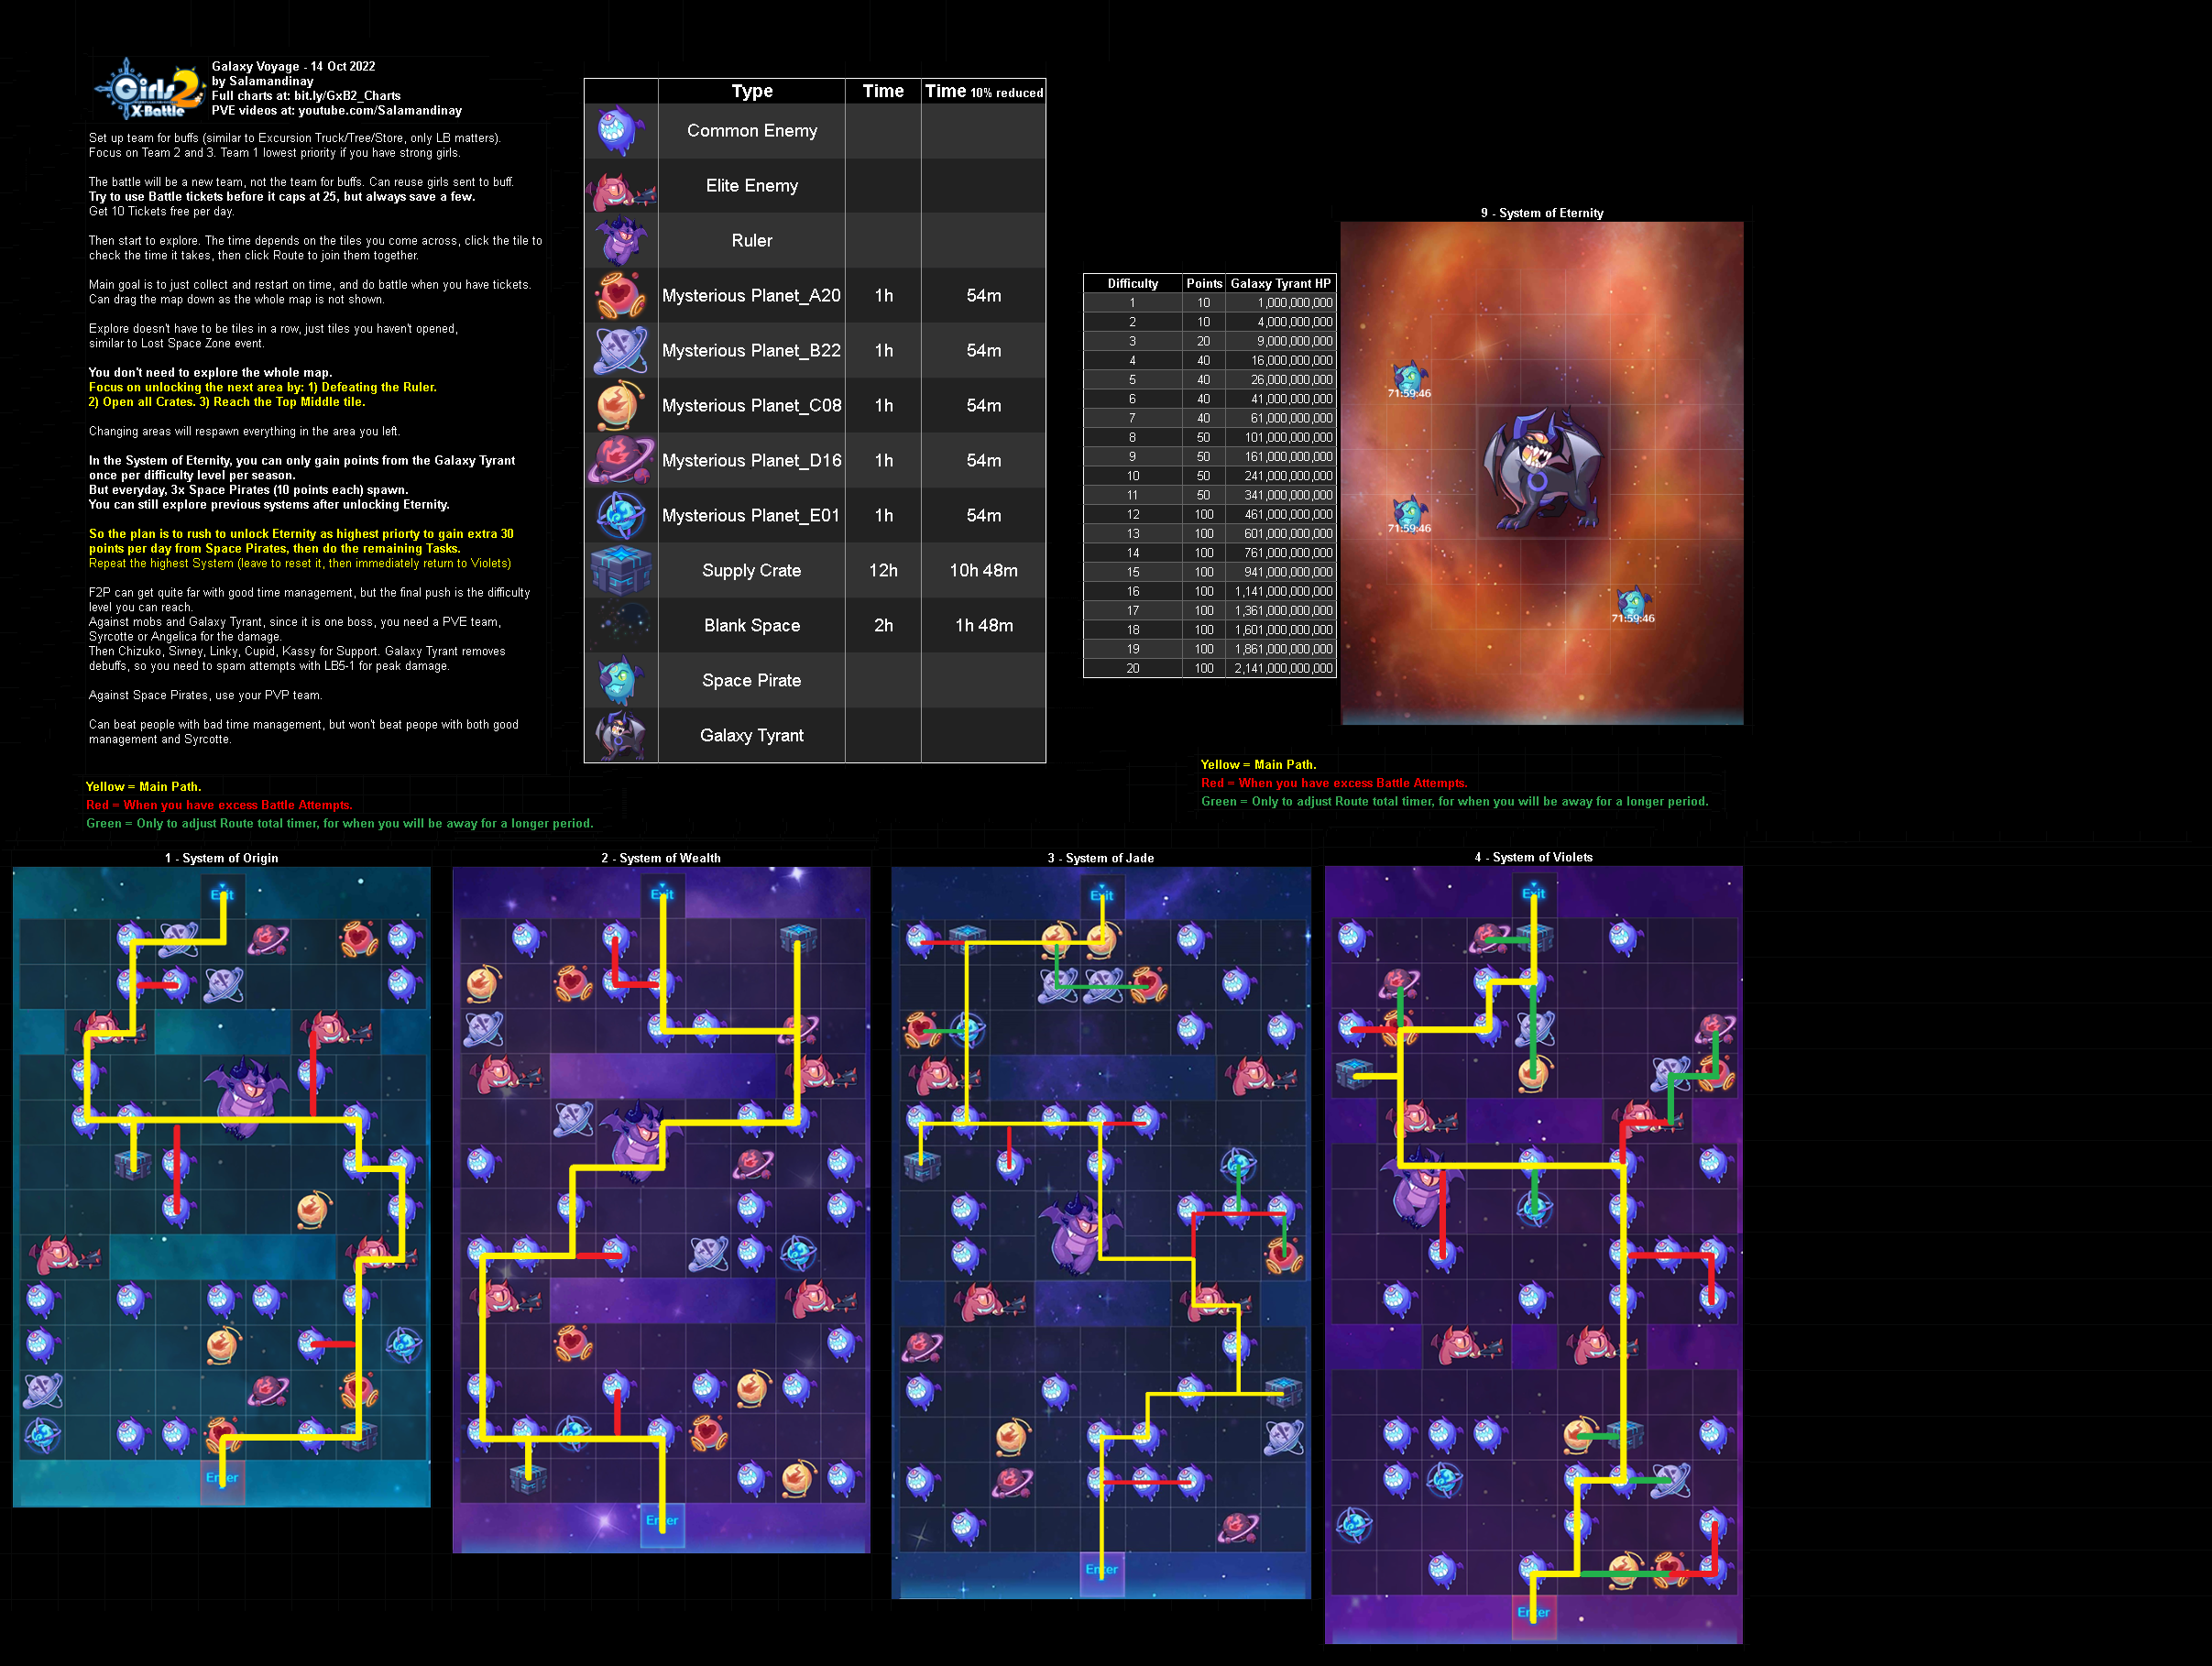 Girls 2
X-Battle
Galaxy Voyage - 14 Oct 2022
by Salamandinay
Full charts at: bit.ly/GxB2_Charts
PVE videos at: youtube.com/Salamandinay
Set up team for buffs (similar to Excursion Truck/Tree/Store, only LB matters).
Focus on Team 2 and 3. Team 1 lowest priority if you have strong girls.
The battle will be a new team, not the team for buffs. Can reuse girls sent to buff.
Try to use Battle tickets before it caps at 25, but always save a few.
Get 10 Tickets free per day.
Then start to explore. The time depends on the tiles you come across, click the tile to
check the time it takes, then click Route to join them together.
Main goal is to just collect and restart on time, and do battle when you have tickets.
Can drag the map down as the whole map is not shown.
Explore doesn't have to be tiles in a row, just tiles you haven't opened,
similar to Lost Space Zone event.
You don't need to explore the whole map.
Focus on unlocking the next area by: 1) Defeating the Ruler.
2) Open all Crates. 3) Reach the Top Middle tile.
Changing areas will respawn everything in the area you left.
In the System of Eternity, you can only gain points from the Galaxy Tyrant
once per difficulty level per season.
But everyday, 3x Space Pirates (10 points each) spawn.
You can still explore previous systems after unlocking Eternity.
So the plan is to rush to unlock Eternity as highest priorty to gain extra 30
points per day from Space Pirates, then do the remaining Tasks.
Repeat the highest System (leave to reset it, then immediately return to Violets)
F2P can get quite far with good time management, but the final push is the difficulty
level you can reach.
Against mobs and Galaxy Tyrant, since it is one boss, you need a PVE team,
Syrcotte or Angelica for the damage.
Then Chizuko, Sivney, Linky, Cupid, Kassy for Support. Galaxy Tyrant removes
debuffs, so you need to spam attempts with LB5-1 for peak damage.
Against Space Pirates, use your PVP team.
Can beat people with bad time management, but won't beat peope with both good
management and Syrcotte.
Yellow = Main Path.
Red = When you have excess Battle Attempts.
Green = Only to adjust Route total timer, for when you will be away for a longer period.
Type Time Time 10% reduced
Common Enemy
Elite Enemy
Ruler
Mysterious Planet_A20 1h 54m
Mysterious Planet_B22 1h 54m
Mysterious Planet_C08 1h 54m
Mysterious Planet_D16 1h 54m
Mysterious Planet_E01 1h 54m
Supply Crate 12h 10h 48m
Blank Space 2h 1h 48m
Space Pirate
Galaxy Tyrant
Difficulty Points Galaxy Tyrant HP
1 10 1,000,000,000
2 10 4,000,000,000
3 20 9,000,000,000
4 40 16,000,000,000
5 40 26,000,000,000
6 40 41,000,000,000
7 40 61,000,000,000
8 50 101,000,000,000
9 50 161,000,000,000
10 50 241,000,000,000
11 50 341,000,000,000
12 100 461,000,000,000
13 100 601,000,000,000
14 100 761,000,000,000
15 100 941,000,000,000
16 100 1,141,000,000,000
17 100 1,361,000,000,000
18 100 1,601,000,000,000
19 100 1,861,000,000,000
20 100 2,141,000,000,000
9 - System of Eternity
71:59:46
71:59:46
71:59:46
Yellow = Main Path.
Red = When you have excess Battle Attempts.
Green = Only to adjust Route total timer, for when you will be away for a longer period.
1 - System of Origin
Exit
Enter
2 - System of Wealth
Exit
Enter
3 - System of Jade
Exit
Enter
4 - System of Violets
Exit
Enter